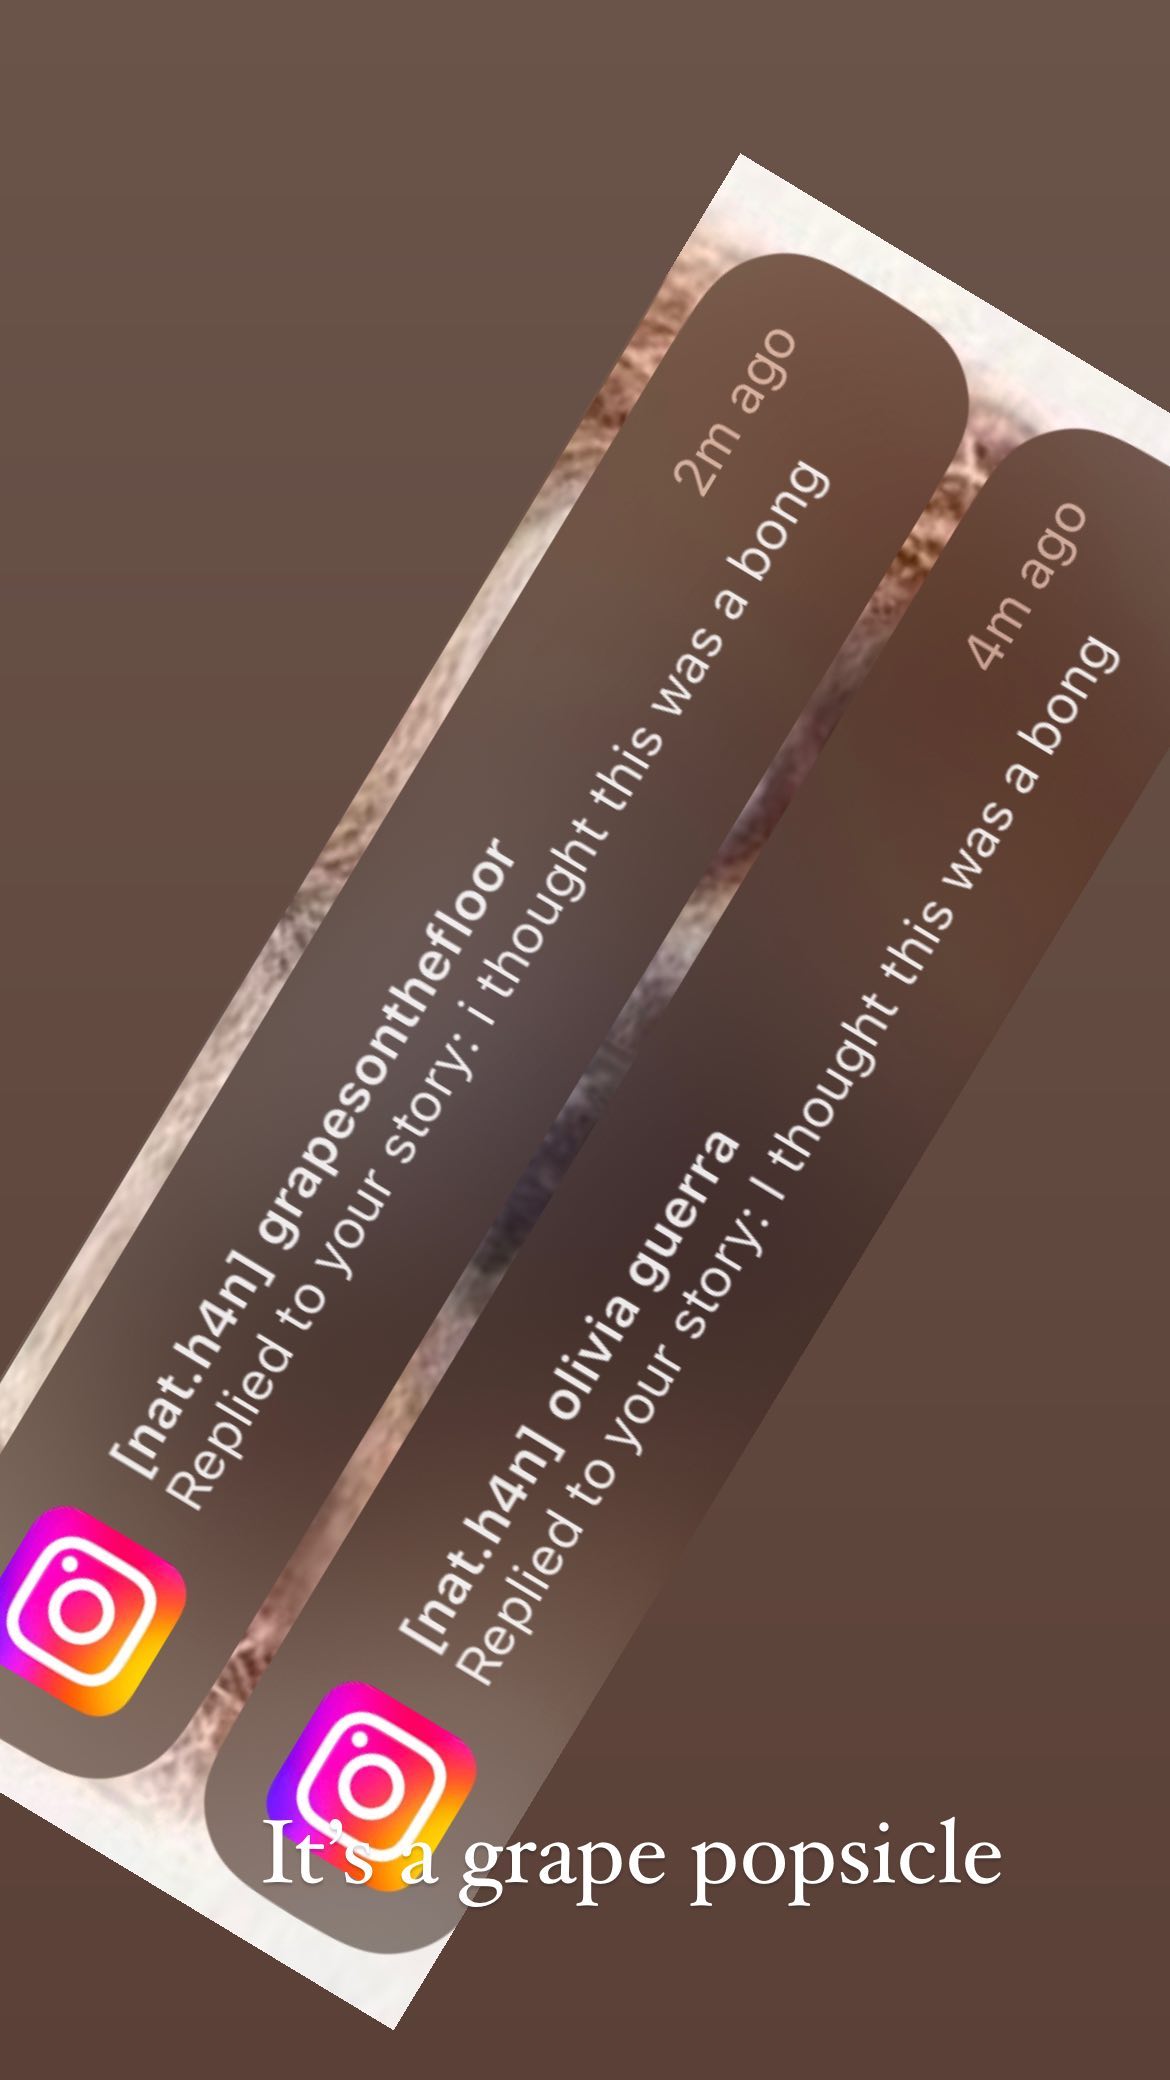 2m ago
[nat.h4n] grapesonthefloor
Replied to your story: i thought this was a bong
4m ago
[nat.h4n] olivia guerra
Replied to your story: I thought this was a bong
It’s a grape popsicle